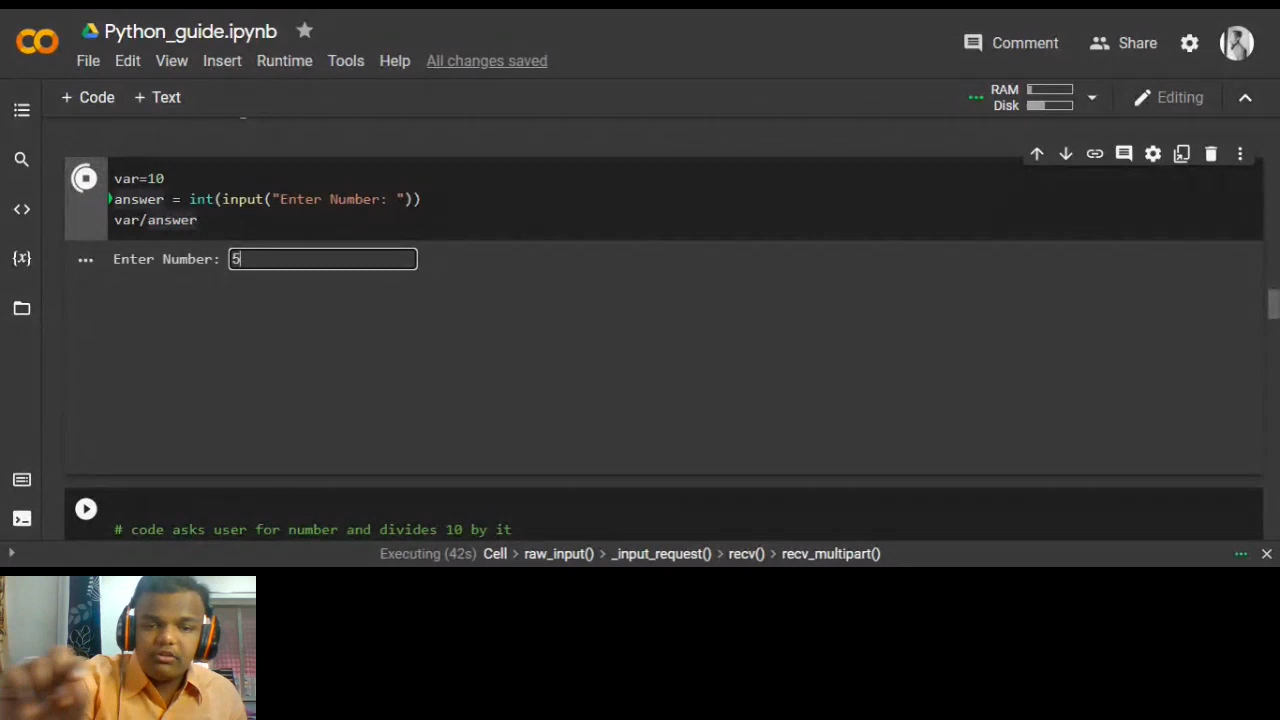 Python_guide.ipynb
File Edit View Insert Runtime Tools Help All changes saved
Comment Share
+ Code + Text
RAM
Disk
Editing
var=10
answer = int(input("Enter Number: "))
var/answer
Enter Number: 5
# code asks user for number and divides 10 by it
Executing (42s) Cell > raw_input() > _input_request() > recv() > recv_multipart()